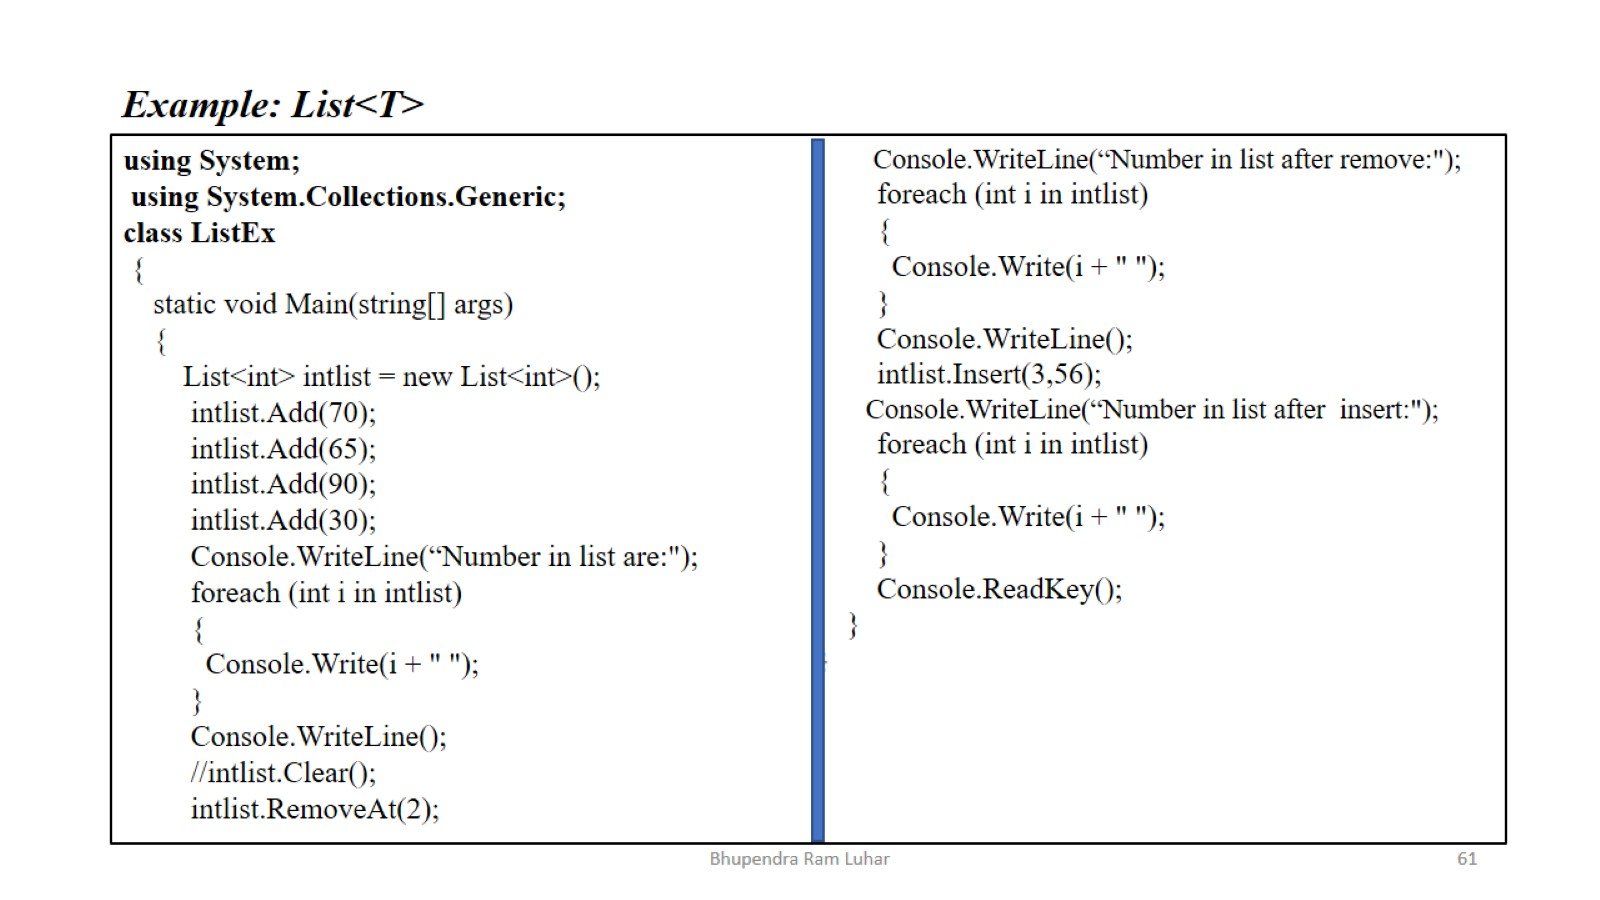 Example: List<T>
using System;
using System.Collections.Generic;
class ListEx
{
static void Main(string[] args)
{
List<int> intlist = new List<int>();
intlist.Add(70);
intlist.Add(65);
intlist.Add(90);
intlist.Add(30);
Console.WriteLine(“Number in list are:");
foreach (int i in intlist)
{
Console.Write(i + " ");
}
Console.WriteLine();
//intlist.Clear();
intlist.RemoveAt(2);
Console.WriteLine(“Number in list after remove:");
foreach (int i in intlist)
{
Console.Write(i + " ");
}
Console.WriteLine();
intlist.Insert(3,56);
Console.WriteLine(“Number in list after  insert:");
foreach (int i in intlist)
{
Console.Write(i + " ");
}
Console.ReadKey();
}
Bhupendra Ram Luhar
61